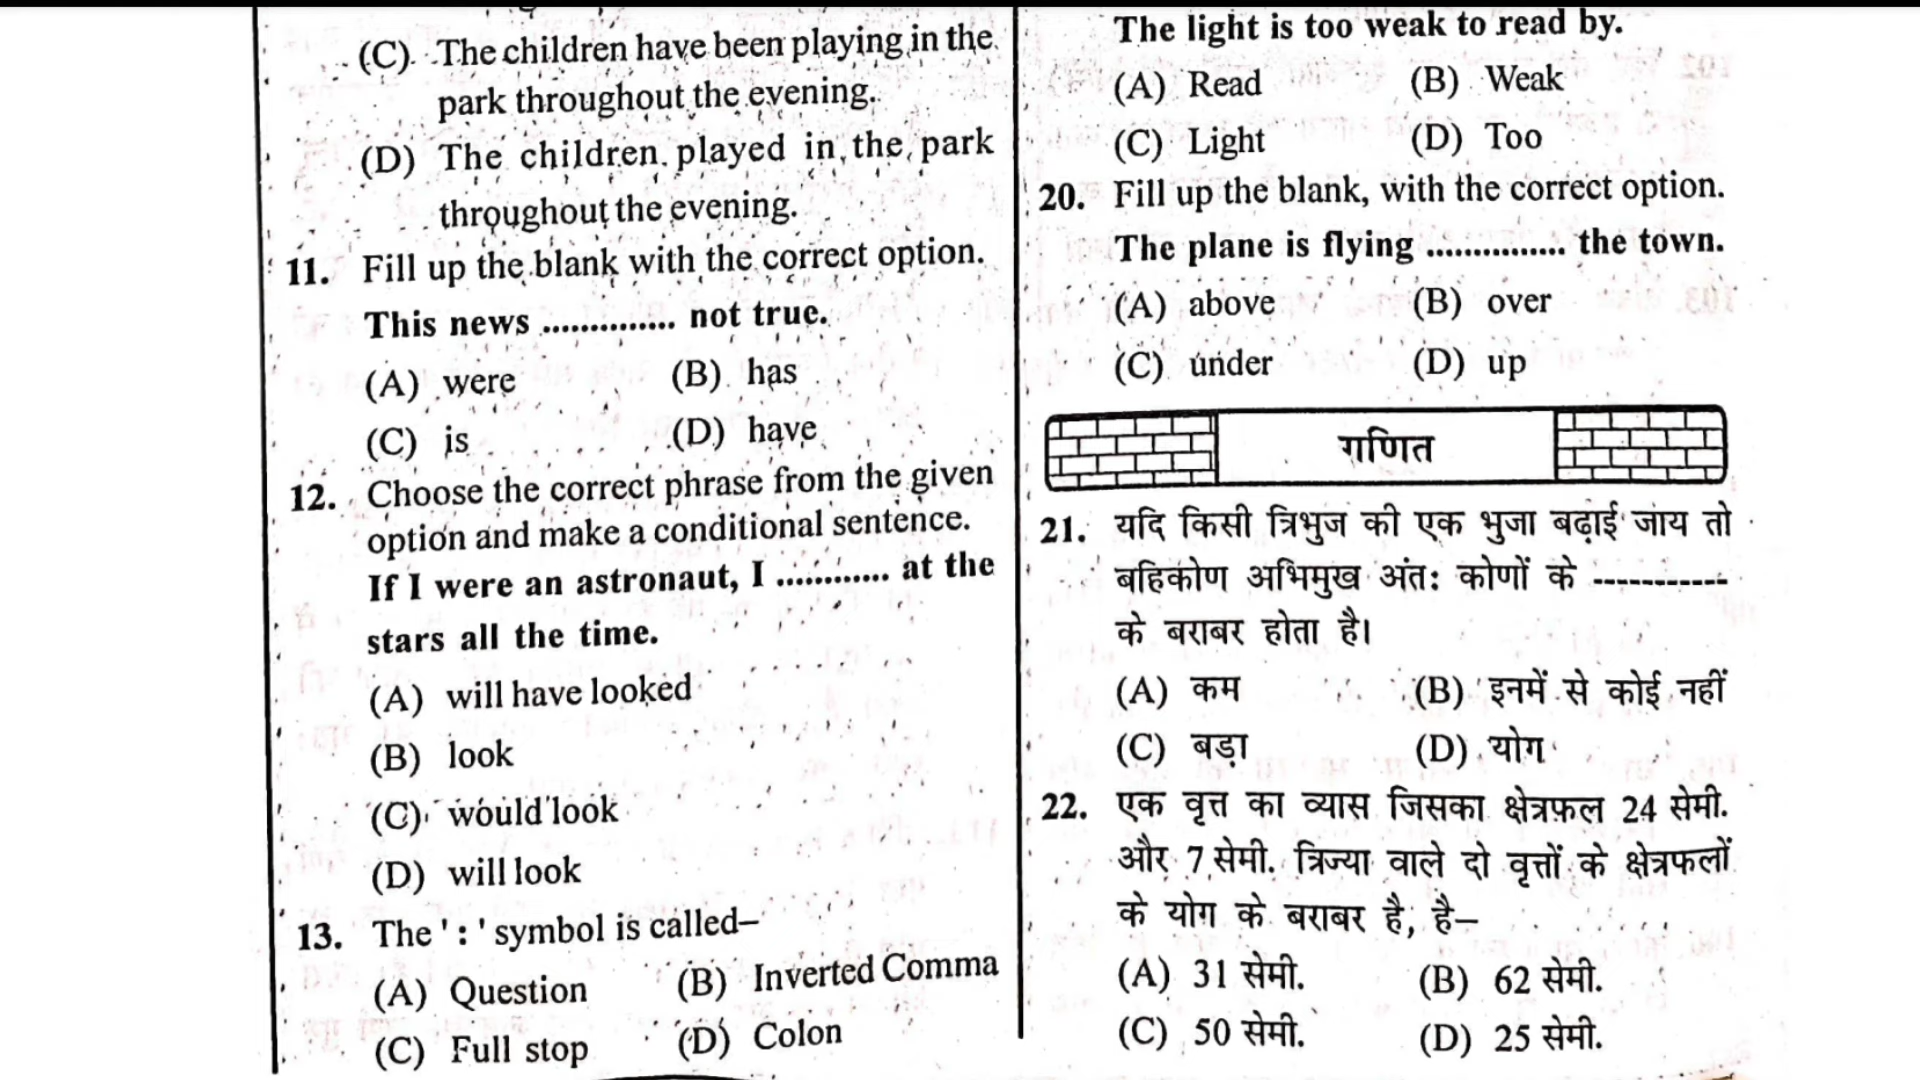 (C) The children have been playing in the
park throughout the evening.
(D) The children played in the park
throughout the evening.
11. Fill up the blank with the correct option.
This news .............. not true.
(A) were (B) has
(C) is (D) have
12. Choose the correct phrase from the given
option and make a conditional sentence.
If I were an astronaut, I ............ at the
stars all the time.
(A) will have looked
(B) look
(C) would look
(D) will look
13. The ' : ' symbol is called–
(A) Question (B) Inverted Comma
(C) Full stop (D) Colon
The light is too weak to read by.
(A) Read (B) Weak
(C) Light (D) Too
20. Fill up the blank, with the correct option.
The plane is flying ............... the town.
(A) above (B) over
(C) under (D) up
गणित
21. यदि किसी त्रिभुज की एक भुजा बढ़ाई जाय तो
बहिकोण अभिमुख अंतः कोणों के -----------
के बराबर होता है।
(A) कम (B) इनमें से कोई नहीं
(C) बड़ा (D) योग
22. एक वृत्त का व्यास जिसका क्षेत्रफ़ल 24 सेमी.
और 7 सेमी. त्रिज्या वाले दो वृत्तों के क्षेत्रफलों
के योग के बराबर है, है–
(A) 31 सेमी. (B) 62 सेमी.
(C) 50 सेमी. (D) 25 सेमी.